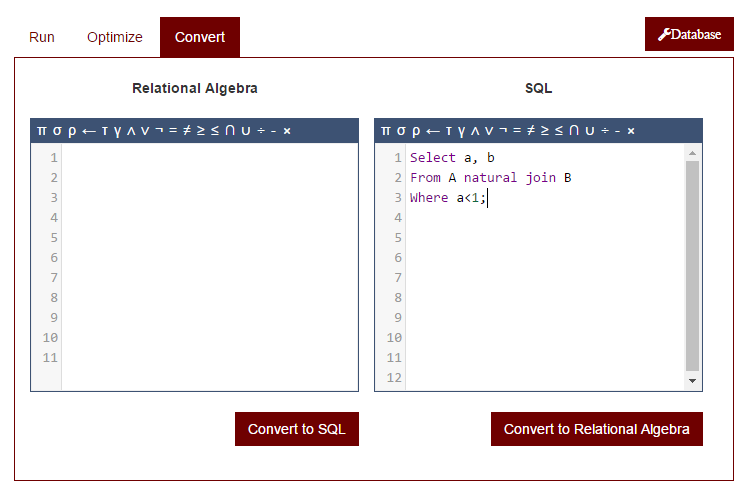 Run Optimize Convert Database
Relational Algebra SQL
π σ ρ ← τ γ ∧ ∨ ¬ = ≠ ≥ ≤ ∩ ∪ ÷ - ×
1
2
3
4
5
6
7
8
9
10
11
π σ ρ ← τ γ ∧ ∨ ¬ = ≠ ≥ ≤ ∩ ∪ ÷ - ×
1 Select a, b
2 From A natural join B
3 Where a<1;
4
5
6
7
8
9
10
11
12
Convert to SQL Convert to Relational Algebra